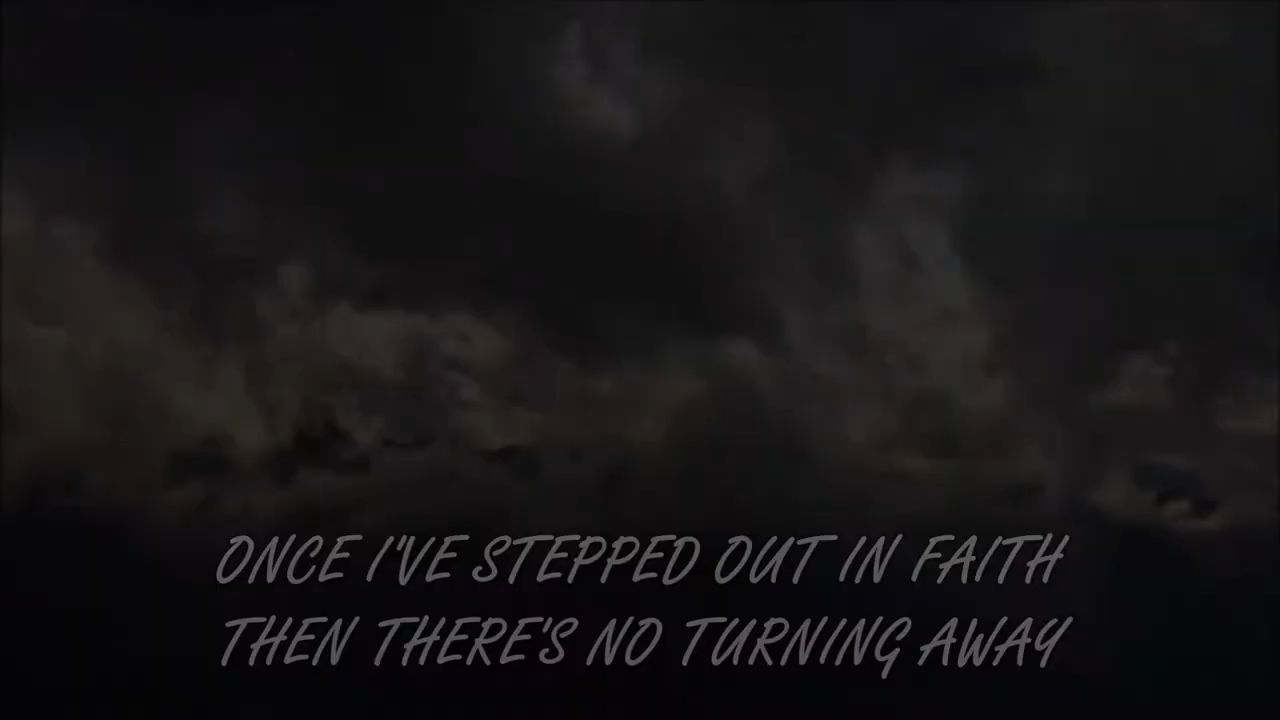 ONCE I'VE STEPPED OUT IN FAITH
THEN THERE'S NO TURNING AWAY